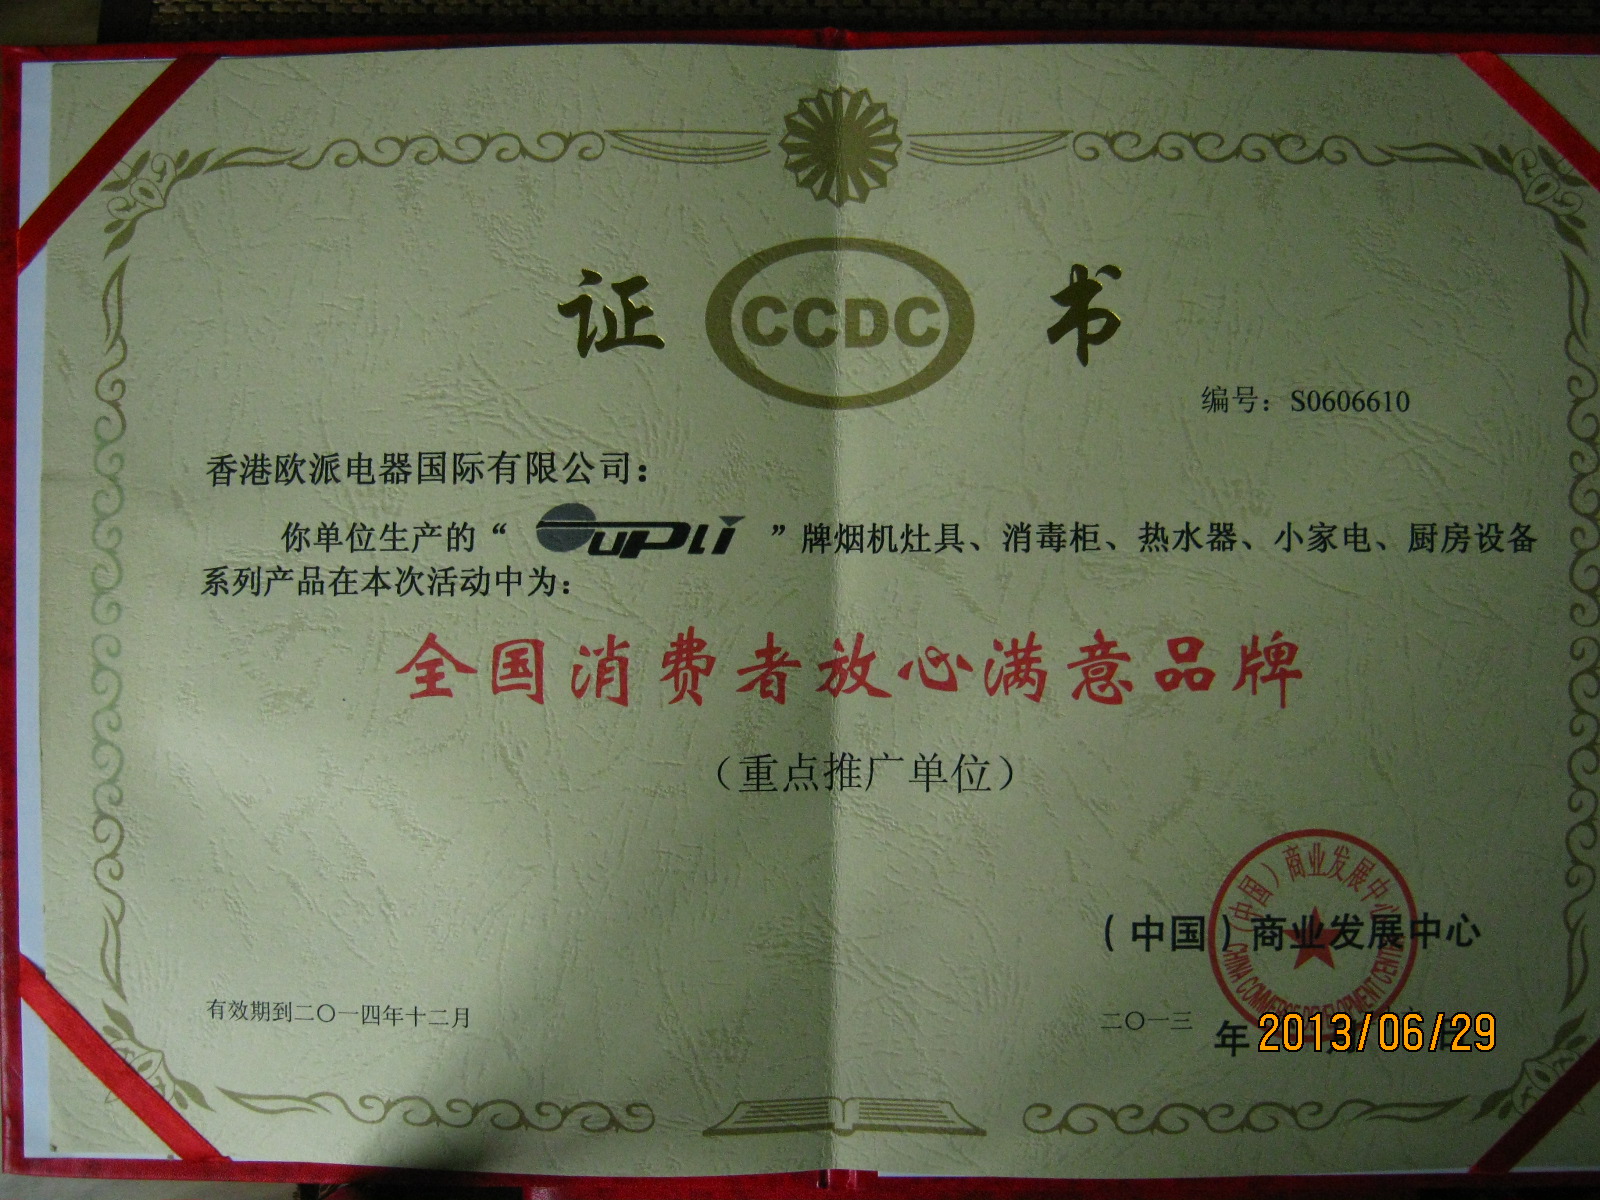 证 CCDC 书
编号：S0606610
香港欧派电器国际有限公司：
你单位生产的“ OUPLi ”牌烟机灶具、消毒柜、热水器、小家电、厨房设备
系列产品在本次活动中为：
全国消费者放心满意品牌
（重点推广单位）
（中国）商业发展中心
（中国）商业发展中心
有效期到二〇一四年十二月
二〇一三 年
2013/06/29